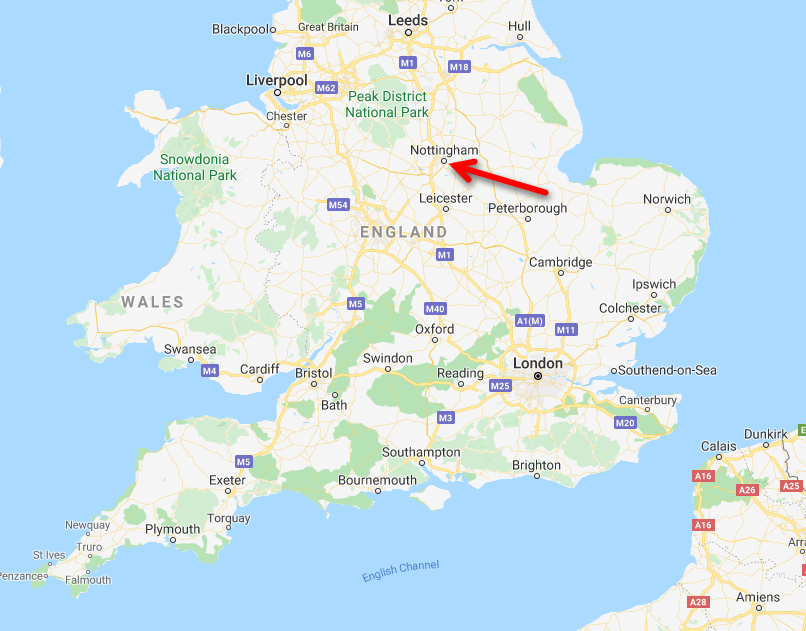 York
Leeds
Hull
Blackpool
Great Britain
M6
M1
M18
Liverpool
M62
Peak District
National Park
Chester
Nottingham
Snowdonia
National Park
Leicester
Norwich
M54
Peterborough
ENGLAND
M1
Cambridge
Ipswich
WALES
M5
M40
Colchester
A1(M)
M11
Oxford
Swansea
Swindon
London
M4
Cardiff
Bristol
Reading
M25
Southend-on-Sea
Bath
Canterbury
M3
M20
Dunkirk
Calais
Southampton
M5
Brighton
Exeter
Bournemouth
A16
A26
A25
Newquay
Plymouth
Torquay
A16
St Ives
Truro
Penzance
Falmouth
English Channel
Amiens
A28